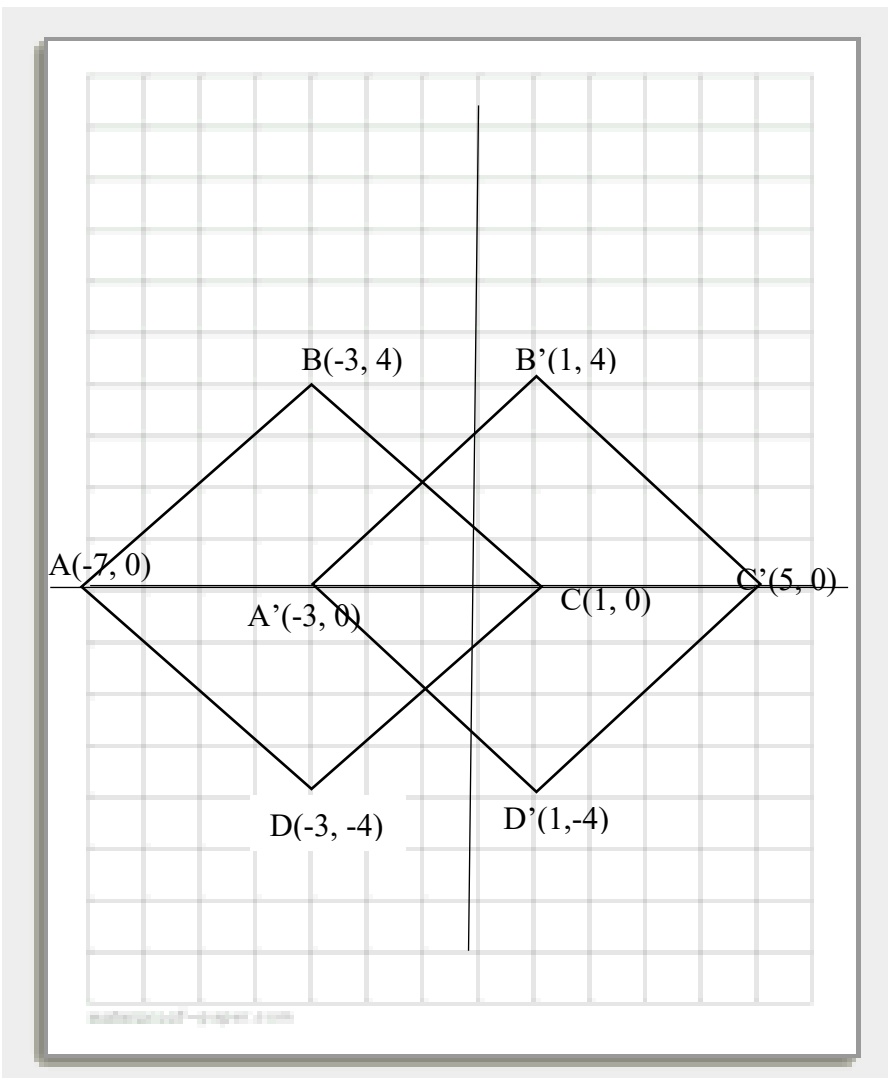 B(-3, 4) B’(1, 4)
A(-7, 0)
C’(5, 0)
A’(-3, 0) C(1, 0)
D(-3, -4) D’(1,-4)